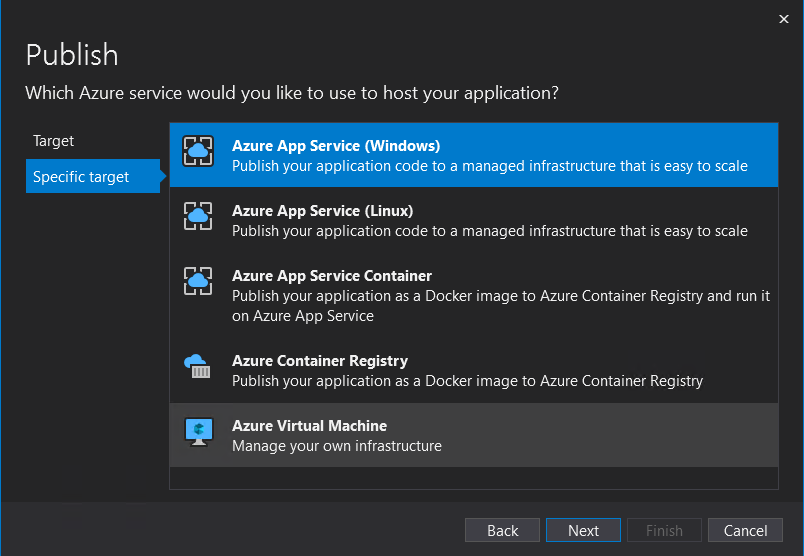 Publish
Which Azure service would you like to use to host your application?
Target
Specific target
Azure App Service (Windows)
Publish your application code to a managed infrastructure that is easy to scale
Azure App Service (Linux)
Publish your application code to a managed infrastructure that is easy to scale
Azure App Service Container
Publish your application as a Docker image to Azure Container Registry and run it
on Azure App Service
Azure Container Registry
Publish your application as a Docker image to Azure Container Registry
Azure Virtual Machine
Manage your own infrastructure
Back
Next
Finish
Cancel